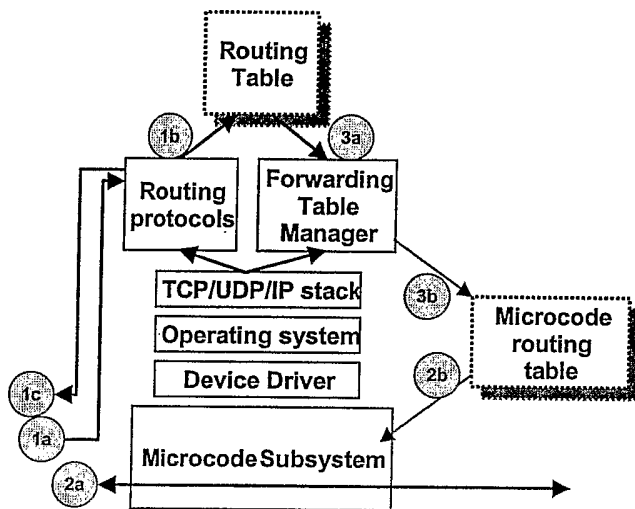 Routing
Table
1b
3a
Routing
protocols
Forwarding
Table
Manager
TCP/UDP/IP stack
3b
Operating system
Microcode
routing
table
Device Driver
2b
1c
1a
Microcode Subsystem
2a